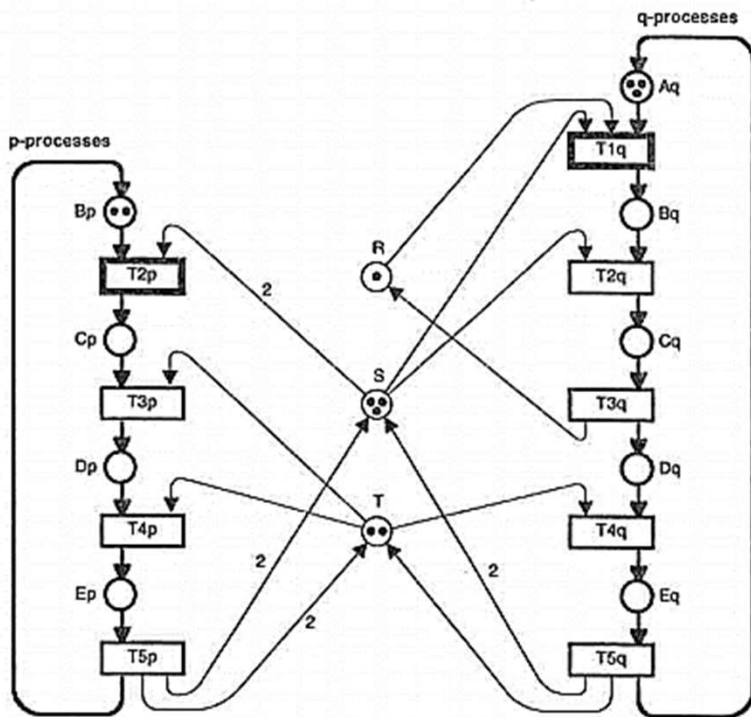 q-processes
Aq
p-processes
T1q
Bp
R
Bq
T2p
2
T2q
Cp
S
Cq
T3p
T3q
Dp
T
Dq
T4p
T4q
Ep
2
2
Eq
2
T5p
T5q